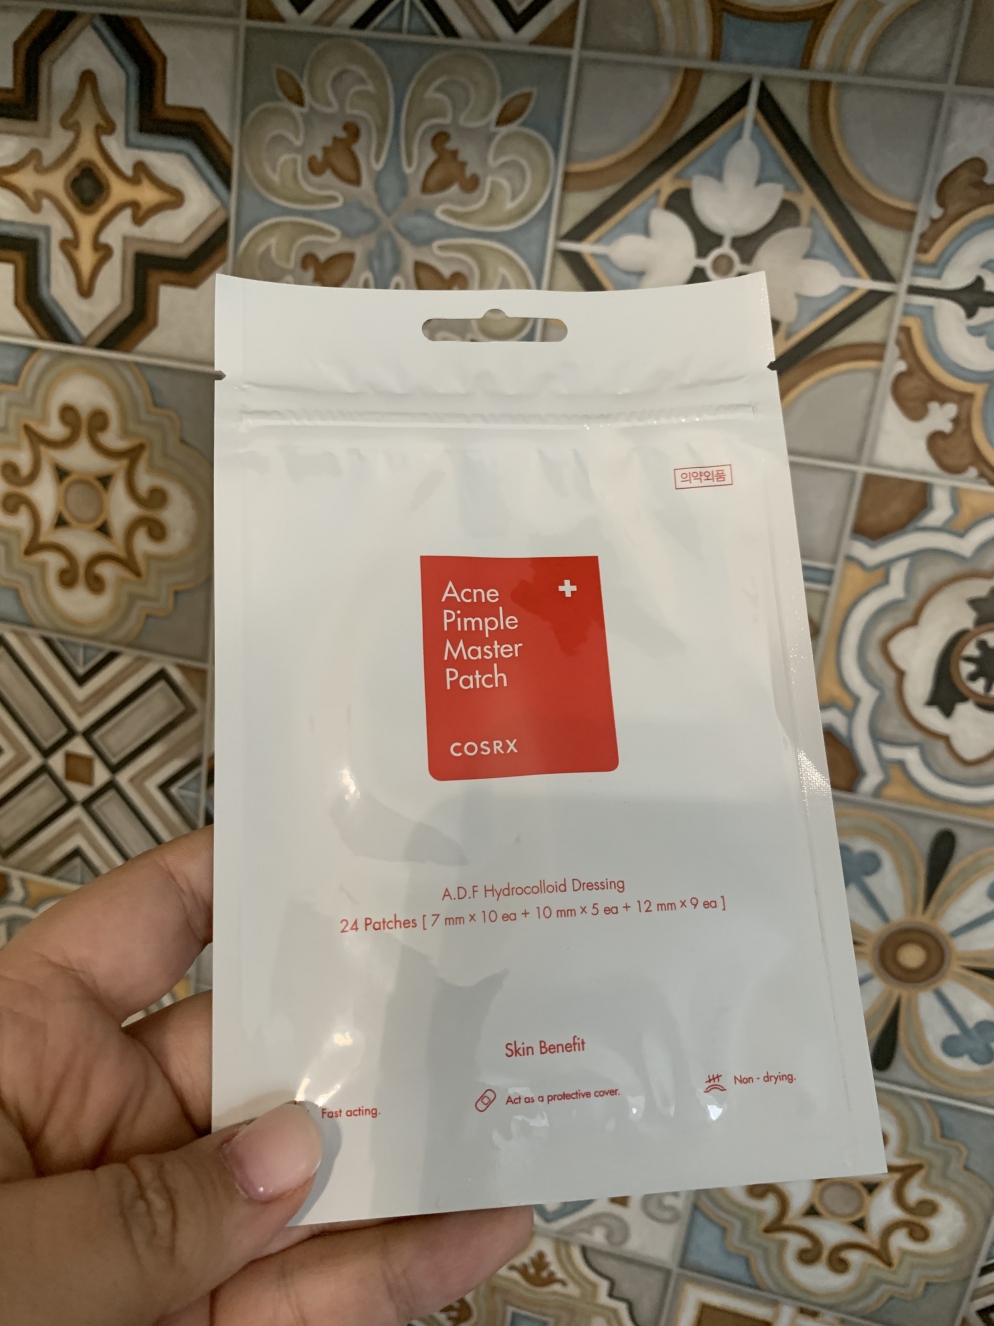 의약외품
Acne
Pimple
Master
Patch
COSRX
A.D.F Hydrocolloid Dressing
24 Patches [ 7 mm × 10 ea + 10 mm × 5 ea + 12 mm × 9 ea ]
Skin Benefit
Fast acting.
Act as a protective cover.
Non - drying.